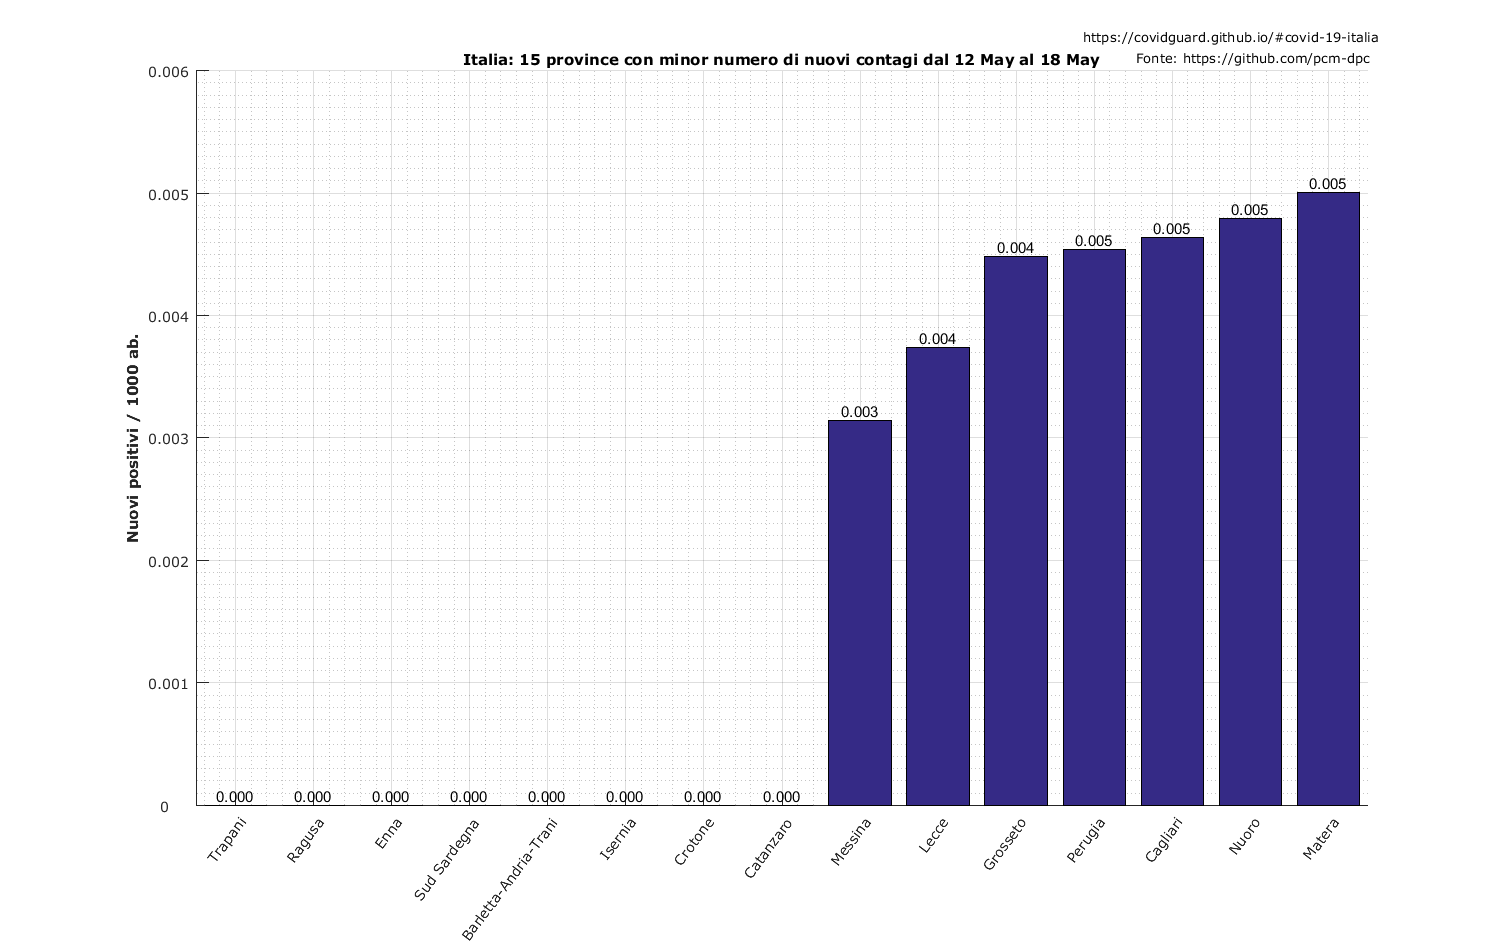 https://covidguard.github.io/#covid-19-italia
Italia: 15 province con minor numero di nuovi contagi dal 12 May al 18 May
Fonte: https://github.com/pcm-dpc
0.006
0.005
0.004
0.003
0.002
0.001
0
Nuovi positivi / 1000 ab.
0.000
0.000
0.000
0.000
0.000
0.000
0.000
0.000
0.003
0.004
0.004
0.005
0.005
0.005
0.005
Trapani
Ragusa
Enna
Sud Sardegna
Barletta-Andria-Trani
Isernia
Crotone
Catanzaro
Messina
Lecce
Grosseto
Perugia
Cagliari
Nuoro
Matera